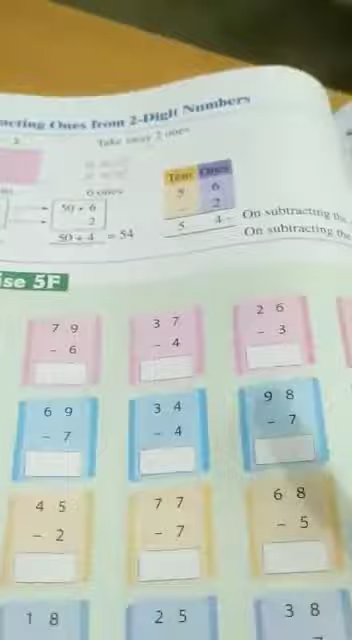 acting Ones from 2-Digit Numbers
Take away 2 ones
6 ones
Tens Ones
50 + 6
2
50 + 4 = 54
5 6
- 2
5 4
On subtracting the
On subtracting the
ise 5F
7 9
- 6
3 7
- 4
2 6
- 3
6 9
- 7
3 4
- 4
9 8
- 7
4 5
- 2
7 7
- 7
6 8
- 5
1 8
2 5
3 8